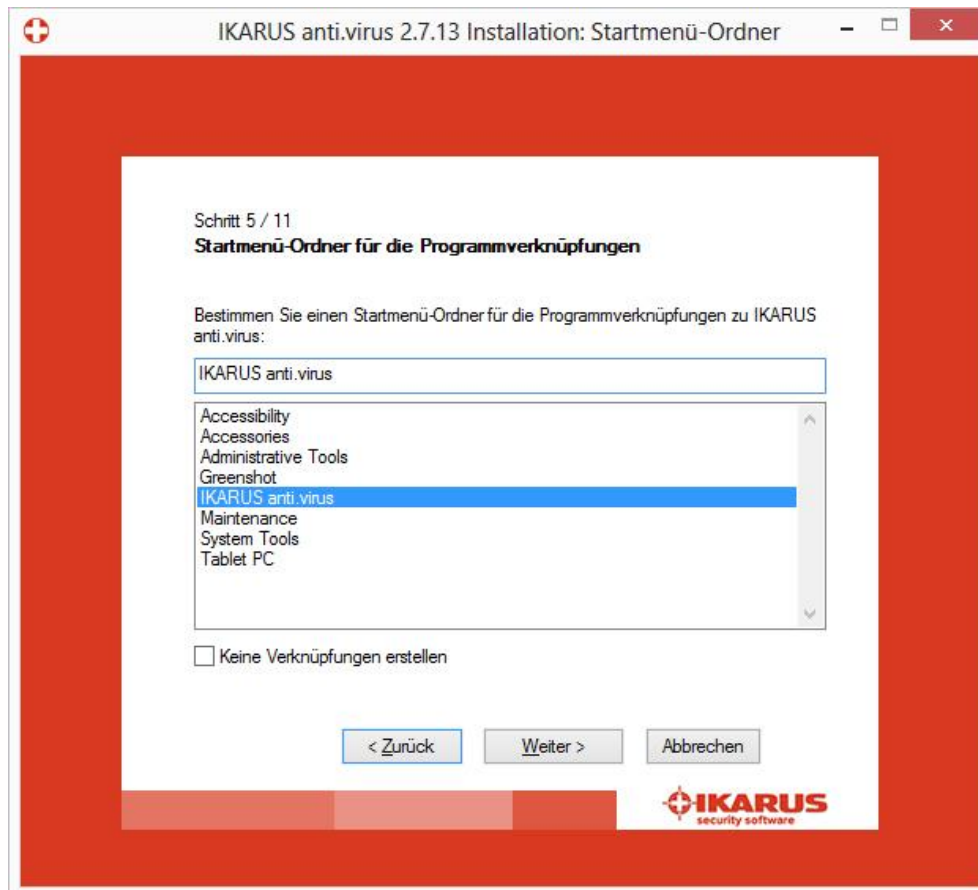 IKARUS anti.virus 2.7.13 Installation: Startmenü-Ordner
Schritt 5 / 11
Startmenü-Ordner für die Programmverknüpfungen
Bestimmen Sie einen Startmenü-Ordner für die Programmverknüpfungen zu IKARUS
anti.virus:
IKARUS anti.virus
Accessibility
Accessories
Administrative Tools
Greenshot
IKARUS anti.virus
Maintenance
System Tools
Tablet PC
Keine Verknüpfungen erstellen
< Zurück Weiter > Abbrechen
IKARUS
security software